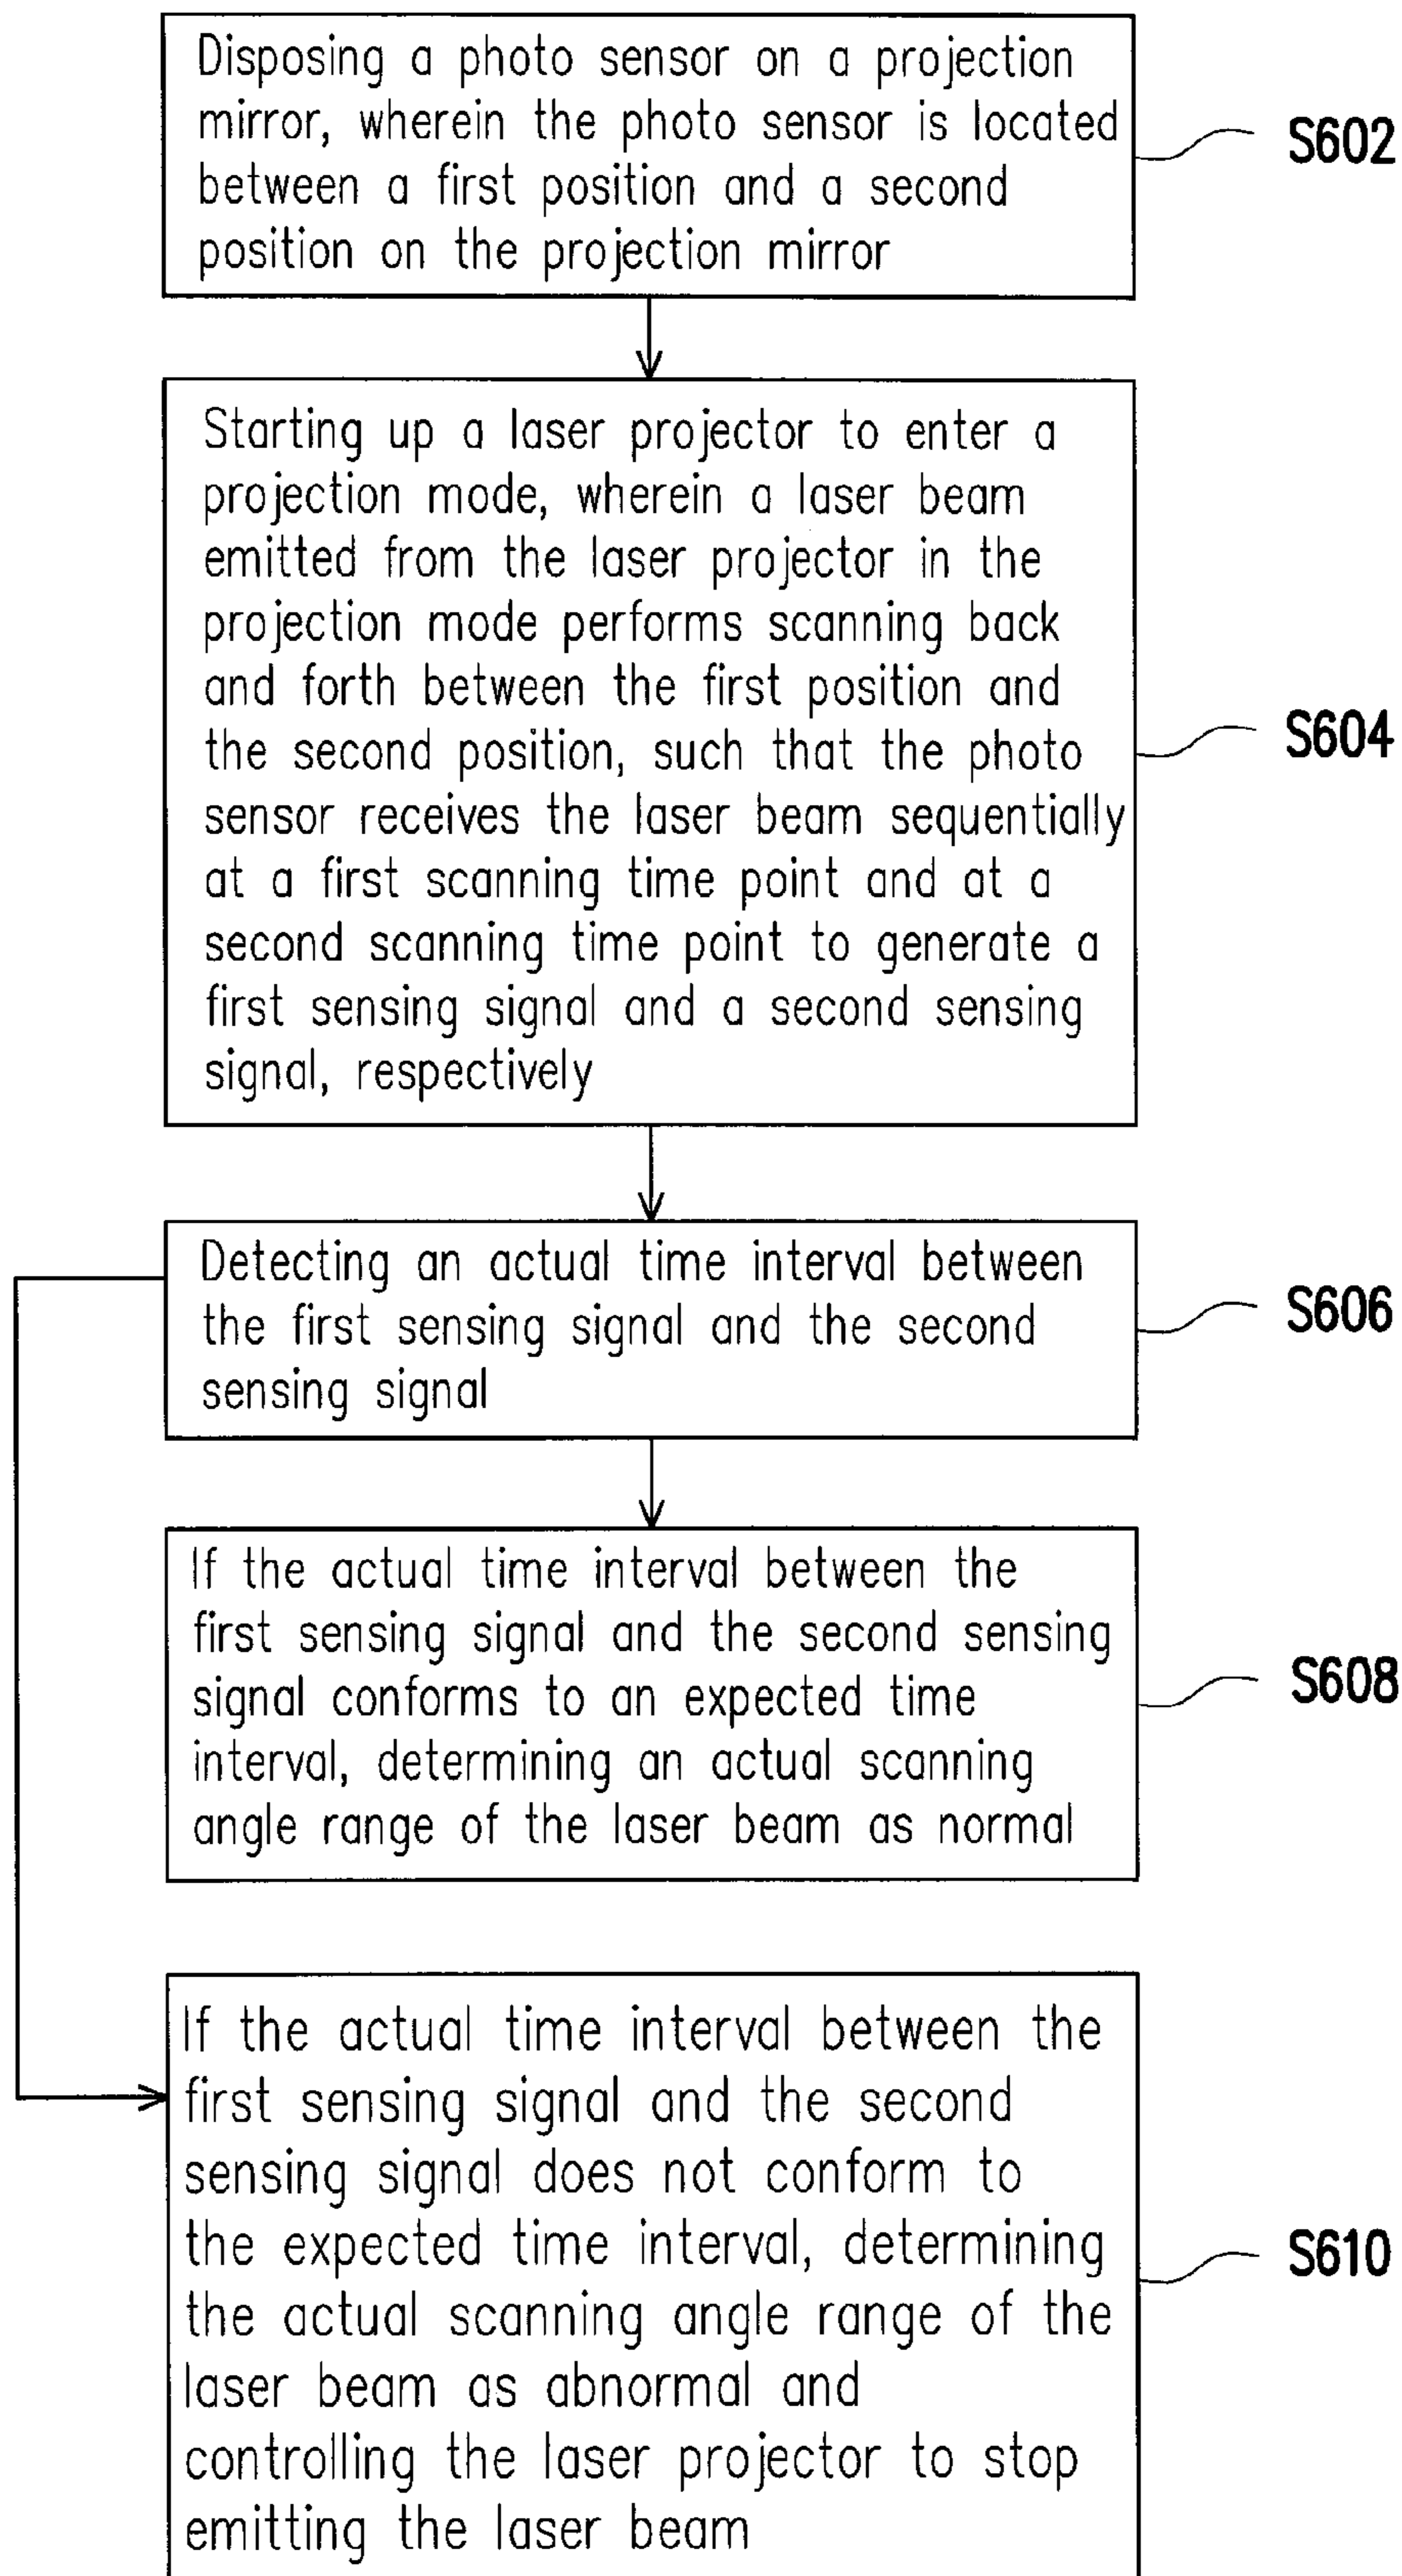 Disposing a photo sensor on a projection
mirror, wherein the photo sensor is located
between a first position and a second
position on the projection mirror
S602
Starting up a laser projector to enter a
projection mode, wherein a laser beam
emitted from the laser projector in the
projection mode performs scanning back
and forth between the first position and
the second position, such that the photo
sensor receives the laser beam sequentially
at a first scanning time point and at a
second scanning time point to generate a
first sensing signal and a second sensing
signal, respectively
S604
Detecting an actual time interval between
the first sensing signal and the second
sensing signal
S606
If the actual time interval between the
first sensing signal and the second sensing
signal conforms to an expected time
interval, determining an actual scanning
angle range of the laser beam as normal
S608
If the actual time interval between the
first sensing signal and the second
sensing signal does not conform to
the expected time interval, determining
the actual scanning angle range of the
laser beam as abnormal and
controlling the laser projector to stop
emitting the laser beam
S610